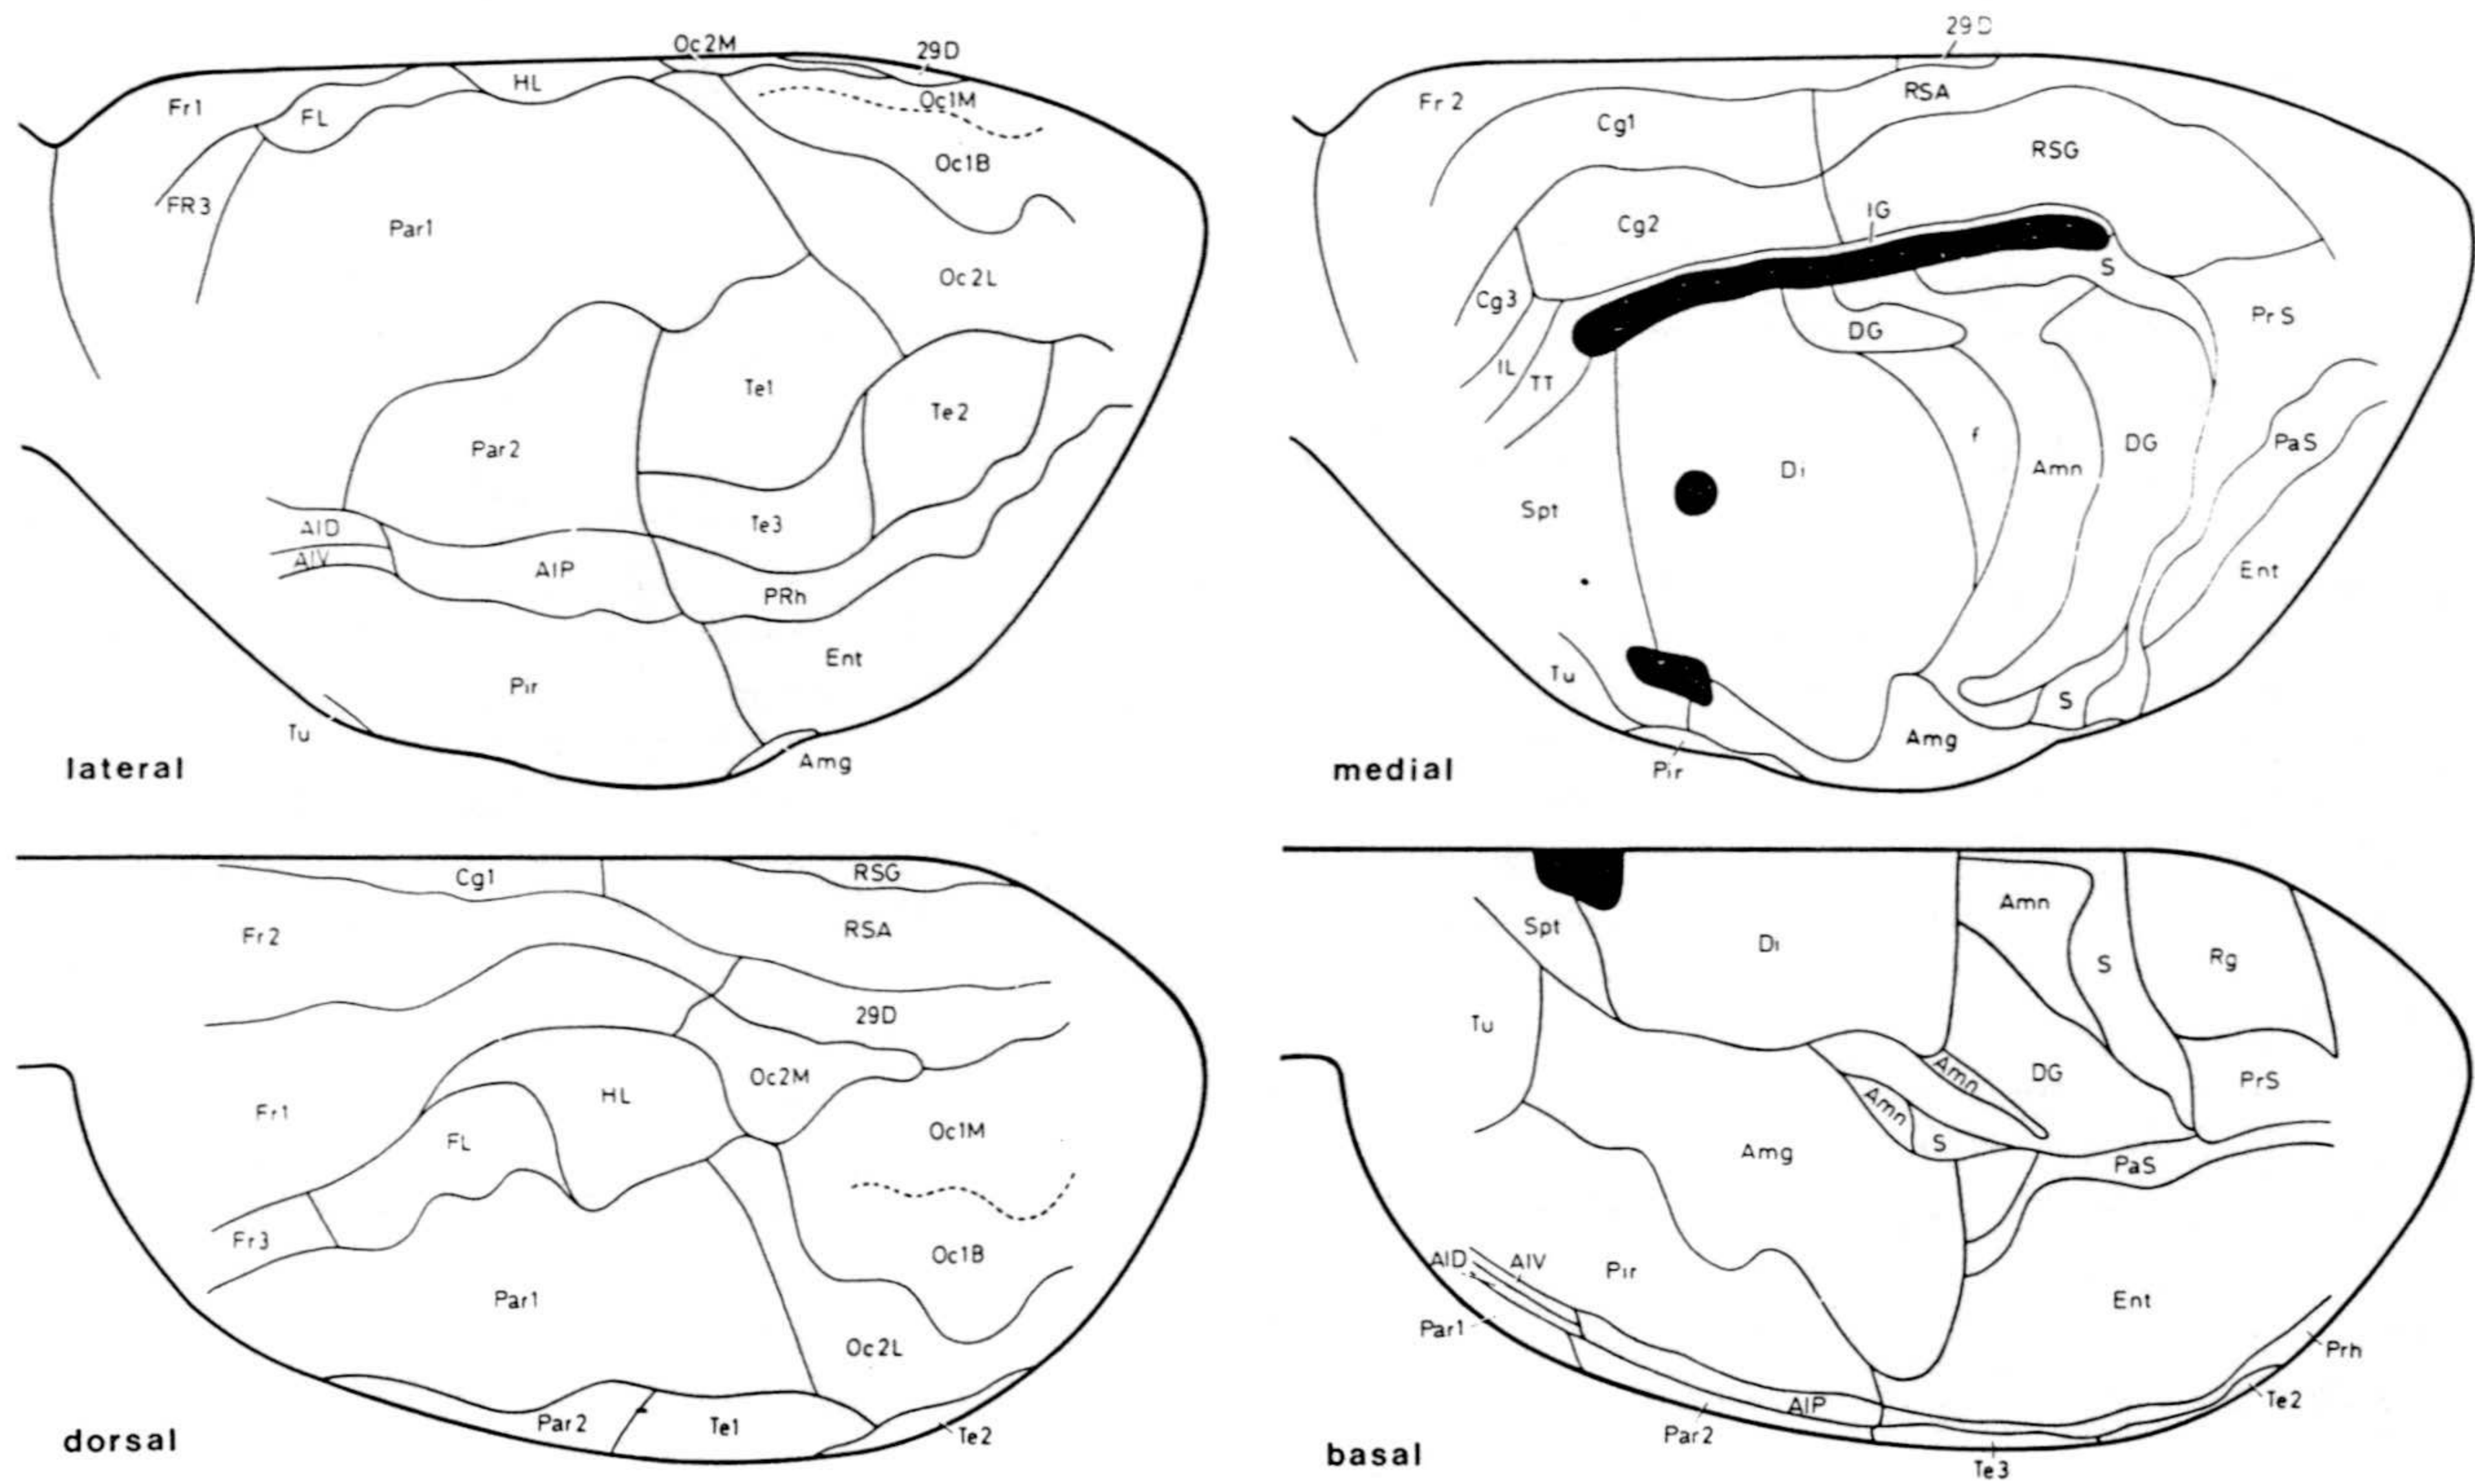 Oc2M
29D
HL
Fr1
FL
Oc1M
Oc1B
FR3
Par1
Oc2L
Te1
Te2
Par2
Te3
AID
AIV
AIP
PRh
Ent
Pir
Tu
Amg
lateral
29D
Fr2
RSA
Cg1
RSG
IG
Cg2
S
Cg3
PrS
DG
IL
TT
f
DG
PaS
Amn
Di
Spt
Ent
Tu
S
Amg
Pir
medial
Cg1
RSG
Fr2
RSA
29D
Oc2M
HL
Fr1
FL
Oc1M
Fr3
Oc1B
Par1
Oc2L
Par2
Te1
Te2
dorsal
Amn
Spt
Di
S
Rg
Tu
Amn
DG
PrS
Amn
S
Amg
PaS
AID
AIV
Pir
Ent
Par1
Prh
Te2
AIP
Par2
Te3
basal